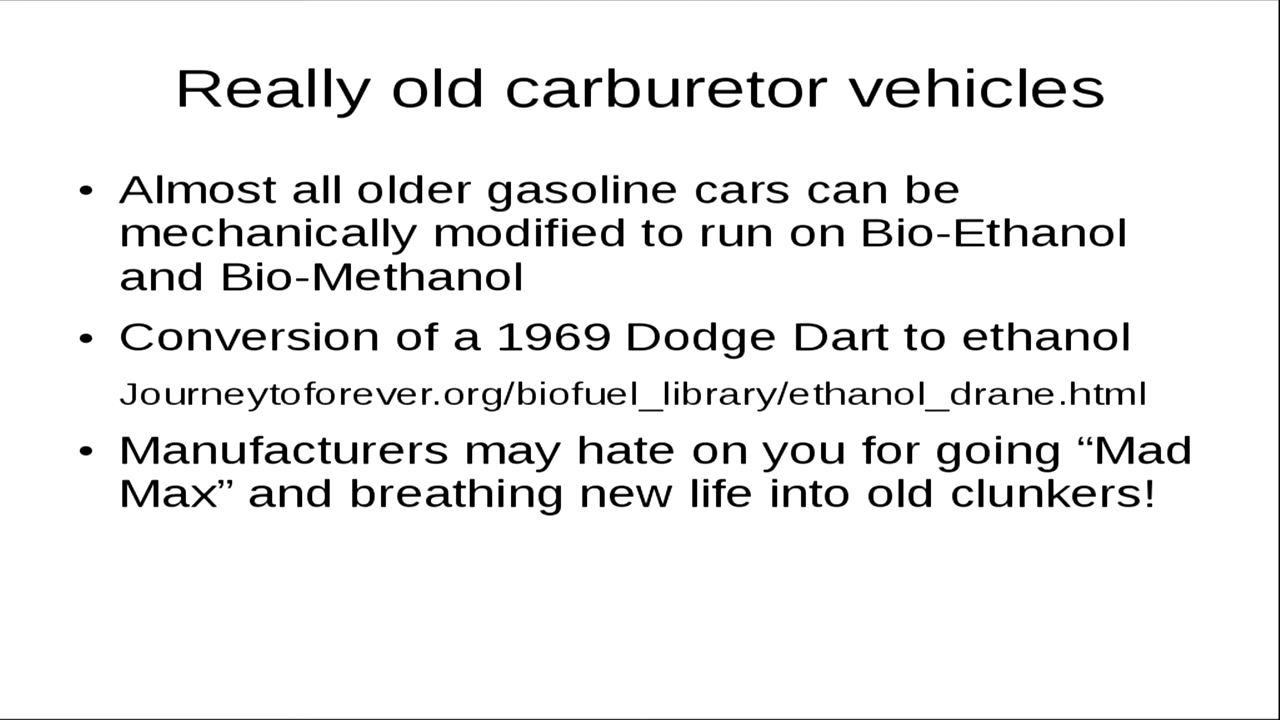 Really old carburetor vehicles
• Almost all older gasoline cars can be
mechanically modified to run on Bio-Ethanol
and Bio-Methanol
• Conversion of a 1969 Dodge Dart to ethanol
Journeytoforever.org/biofuel_library/ethanol_drane.html
• Manufacturers may hate on you for going “Mad
Max” and breathing new life into old clunkers!